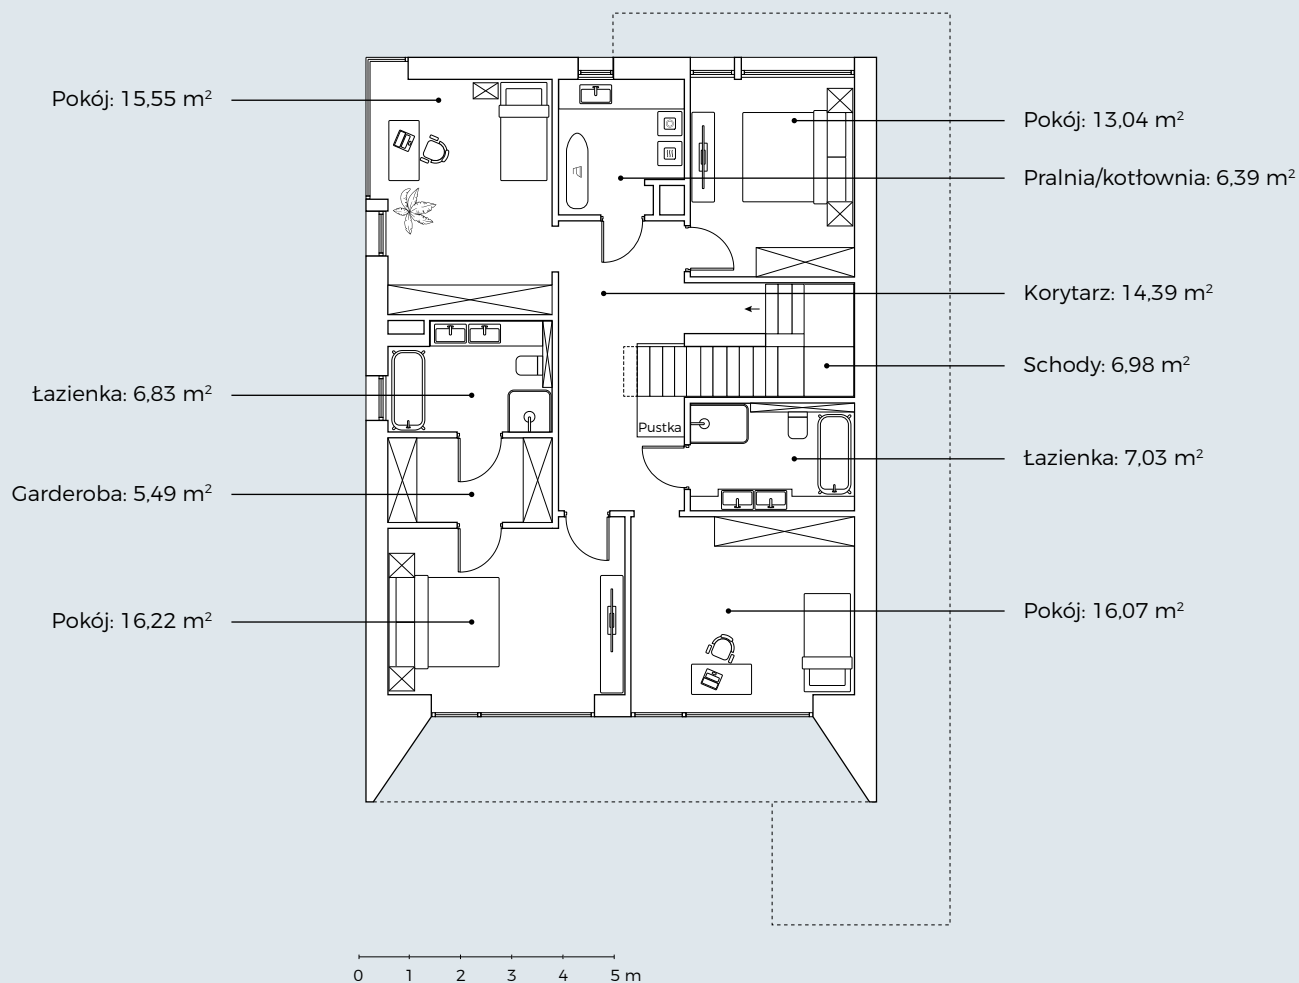 Pokój: 15,55 m²
Łazienka: 6,83 m²
Garderoba: 5,49 m²
Pokój: 16,22 m²
Pustka
Pokój: 13,04 m²
Pralnia/kotłownia: 6,39 m²
Korytarz: 14,39 m²
Schody: 6,98 m²
Łazienka: 7,03 m²
Pokój: 16,07 m²
0 1 2 3 4 5 m